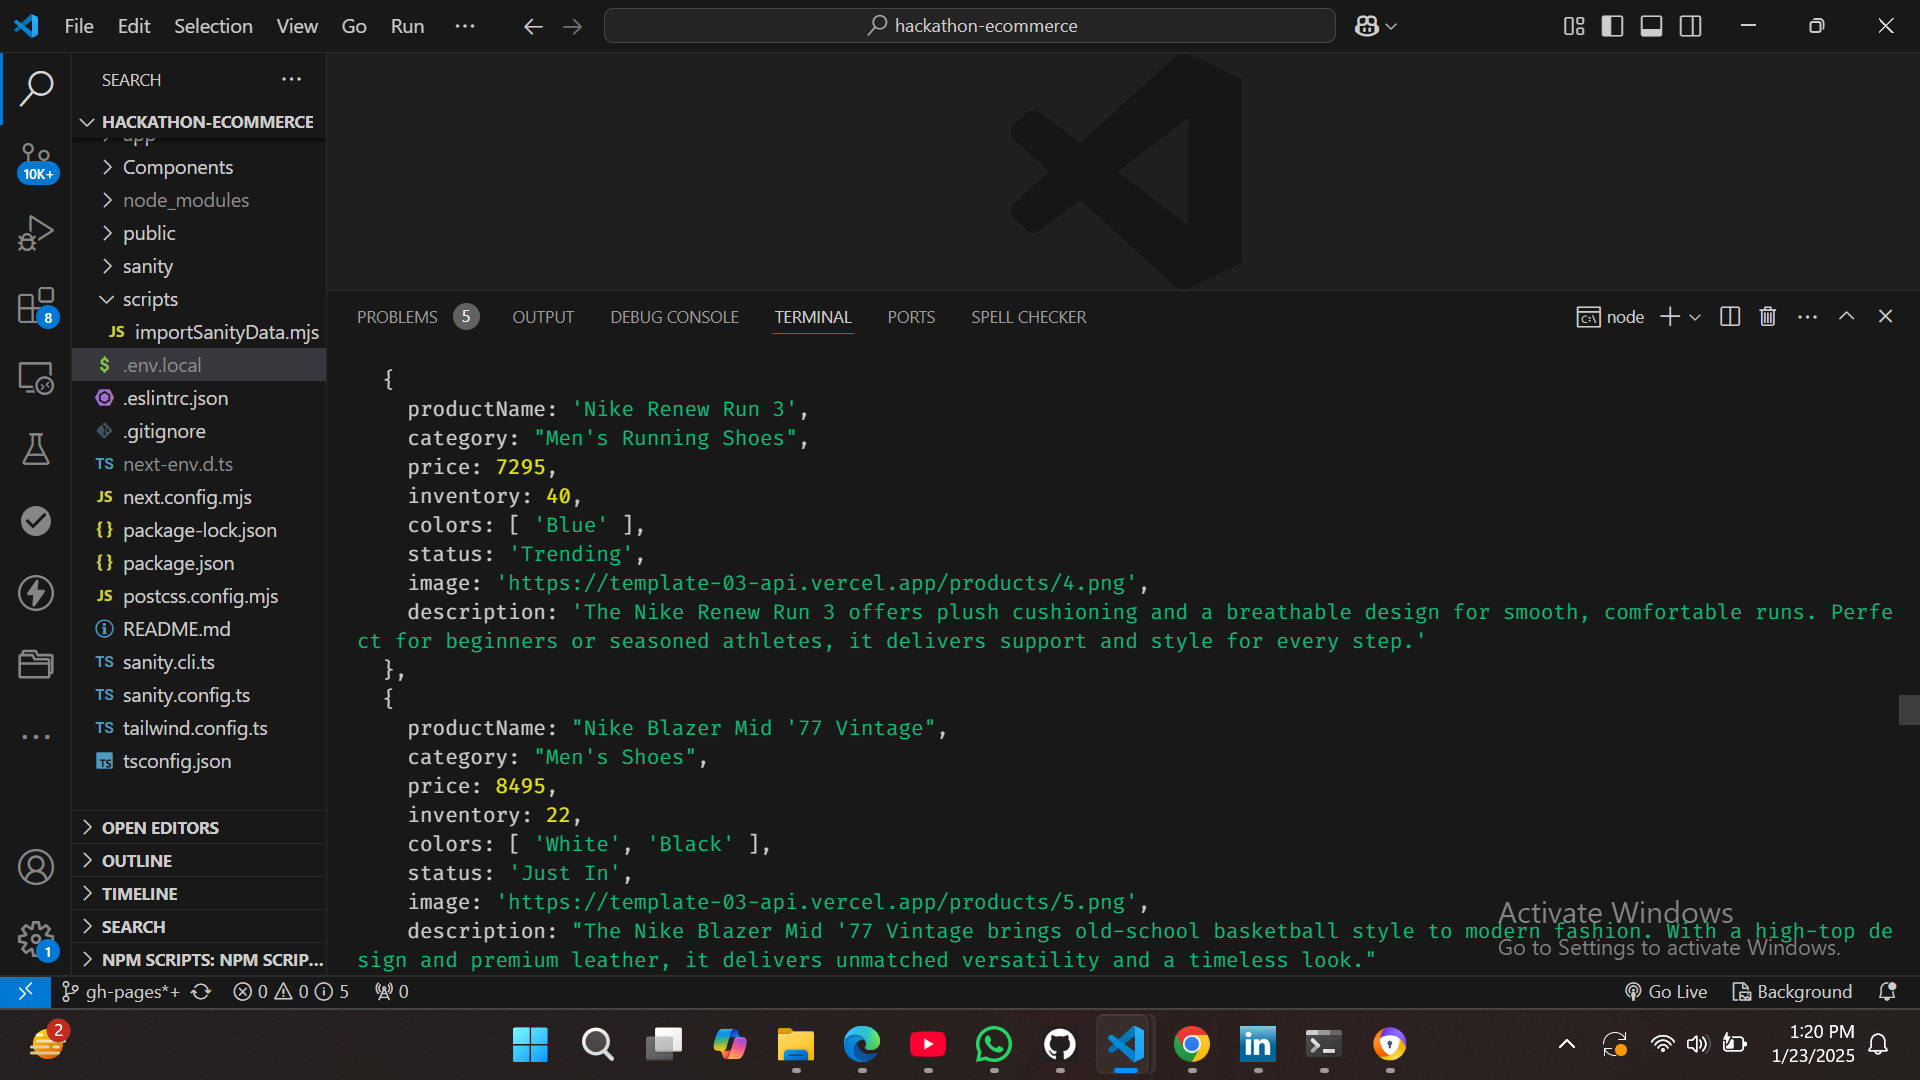 File Edit Selection View Go Run ···
hackathon-ecommerce
SEARCH ···
HACKATHON-ECOMMERCE
app
Components
node_modules
public
sanity
scripts
JS importSanityData.mjs
$ .env.local
.eslintrc.json
.gitignore
TS next-env.d.ts
JS next.config.mjs
{} package-lock.json
{} package.json
JS postcss.config.mjs
README.md
TS sanity.cli.ts
TS sanity.config.ts
TS tailwind.config.ts
TS tsconfig.json
OPEN EDITORS
OUTLINE
TIMELINE
SEARCH
NPM SCRIPTS: NPM SCRIP...
10K+
8
1
PROBLEMS 5 OUTPUT DEBUG CONSOLE TERMINAL PORTS SPELL CHECKER
node
{
productName: 'Nike Renew Run 3',
category: "Men's Running Shoes",
price: 7295,
inventory: 40,
colors: [ 'Blue' ],
status: 'Trending',
image: 'https://template-03-api.vercel.app/products/4.png',
description: 'The Nike Renew Run 3 offers plush cushioning and a breathable design for smooth, comfortable runs. Perfe
ct for beginners or seasoned athletes, it delivers support and style for every step.'
},
{
productName: "Nike Blazer Mid '77 Vintage",
category: "Men's Shoes",
price: 8495,
inventory: 22,
colors: [ 'White', 'Black' ],
status: 'Just In',
image: 'https://template-03-api.vercel.app/products/5.png',
description: "The Nike Blazer Mid '77 Vintage brings old-school basketball style to modern fashion. With a high-top de
sign and premium leather, it delivers unmatched versatility and a timeless look."
Activate Windows
Go to Settings to activate Windows.
gh-pages*+ 0 0 5 0
Go Live Background
2
in
1:20 PM
1/23/2025